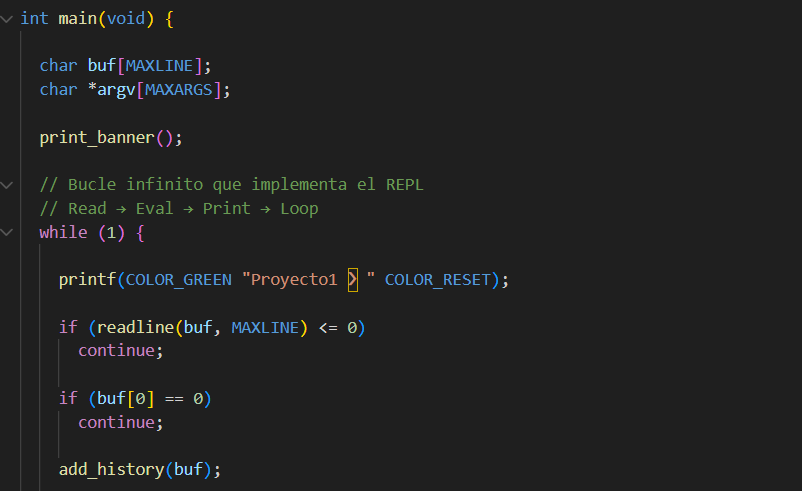 int main(void) {
char buf[MAXLINE];
char *argv[MAXARGS];
print_banner();
// Bucle infinito que implementa el REPL
// Read → Eval → Print → Loop
while (1) {
printf(COLOR_GREEN "Proyecto1 ❯ " COLOR_RESET);
if (readline(buf, MAXLINE) <= 0)
continue;
if (buf[0] == 0)
continue;
add_history(buf);